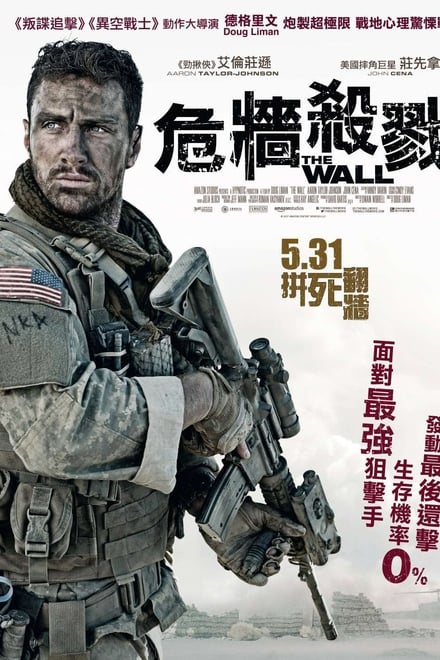 《叛諜追擊》《異空戰士》動作大導演 德格里文 炮製超極限 戰地心理驚悚
Doug Liman
《勁揪俠》艾倫莊遜
AARON TAYLOR-JOHNSON
美國摔角巨星 莊先拿
JOHN CENA
危牆殺戮
THE WALL
5.31
拼死翻牆
面對最強狙擊手
發動最後還擊
生存機率0%
NKA